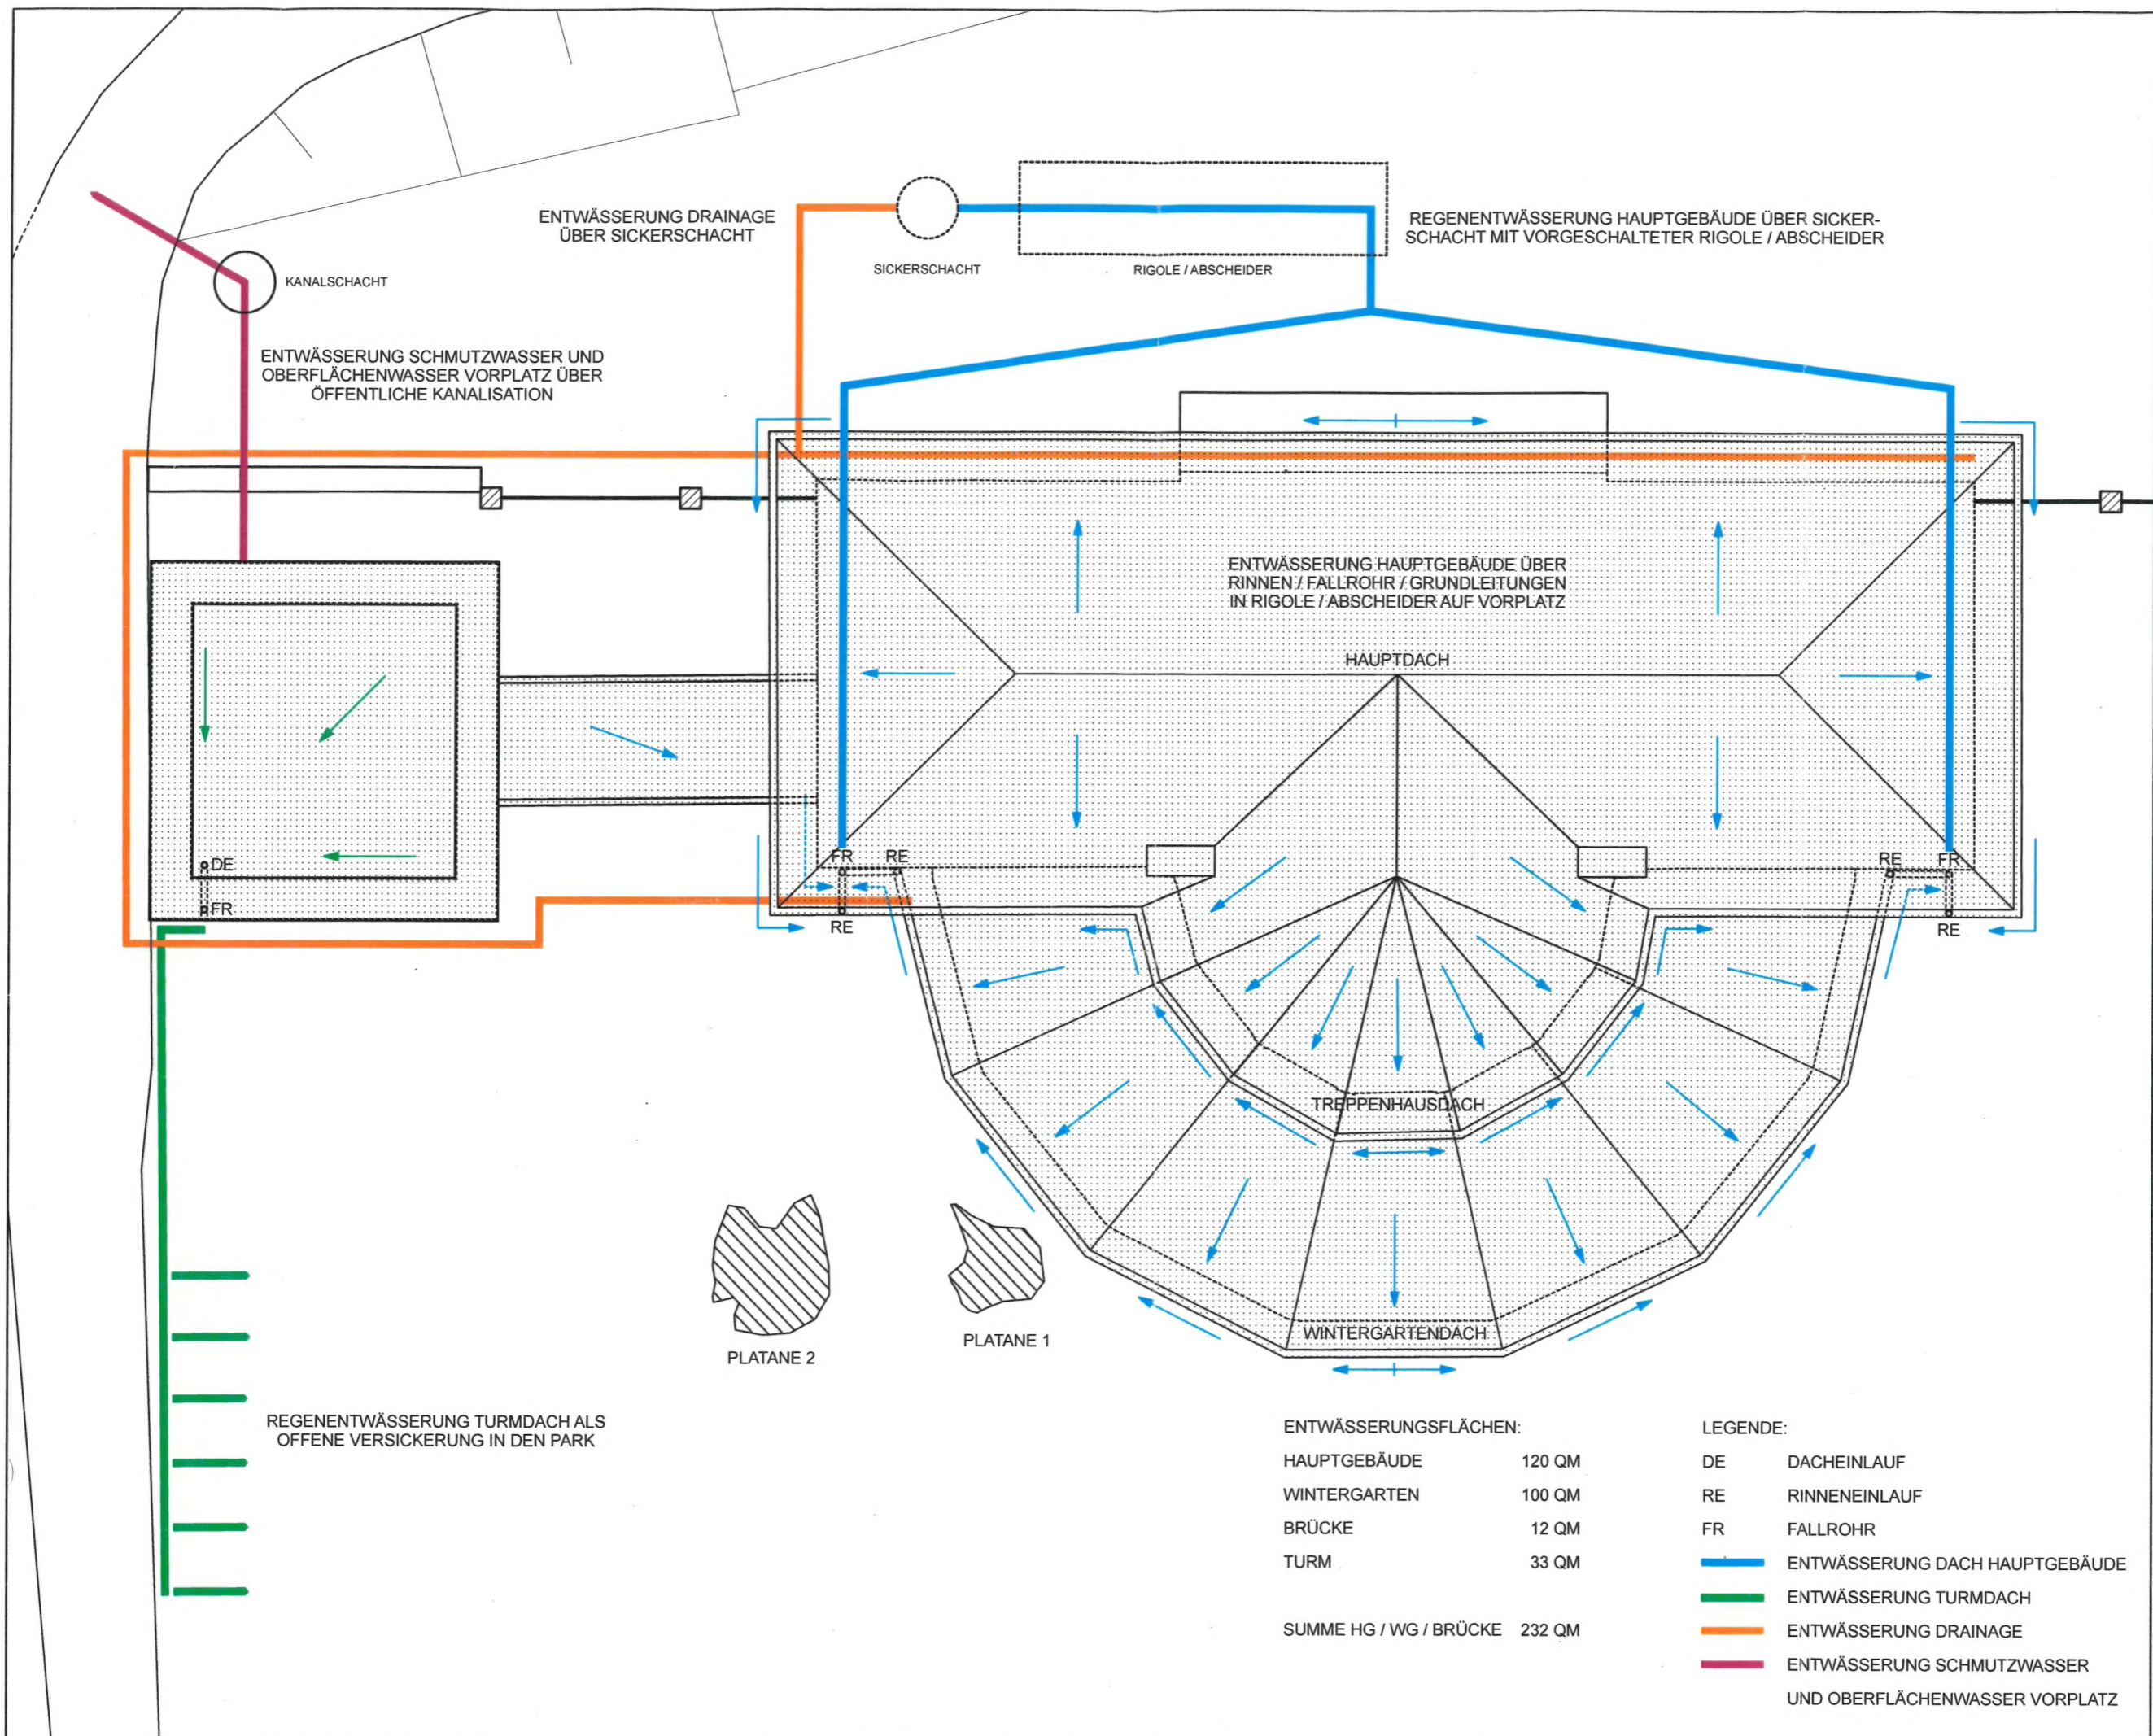 ENTWÄSSERUNG DRAINAGE
ÜBER SICKERSCHACHT
SICKERSCHACHT
RIGOLE / ABSCHEIDER
REGENENTWÄSSERUNG HAUPTGEBÄUDE ÜBER SICKER-
SCHACHT MIT VORGESCHALTETER RIGOLE / ABSCHEIDER
KANALSCHACHT
ENTWÄSSERUNG SCHMUTZWASSER UND
OBERFLÄCHENWASSER VORPLATZ ÜBER
ÖFFENTLICHE KANALISATION
ENTWÄSSERUNG HAUPTGEBÄUDE ÜBER
RINNEN / FALLROHR / GRUNDLEITUNGEN
IN RIGOLE / ABSCHEIDER AUF VORPLATZ
HAUPTDACH
DE
FR
FR RE
RE
RE FR
RE
TREPPENHAUSDACH
WINTERGARTENDACH
PLATANE 2
PLATANE 1
REGENENTWÄSSERUNG TURMDACH ALS
OFFENE VERSICKERUNG IN DEN PARK
ENTWÄSSERUNGSFLÄCHEN:
HAUPTGEBÄUDE 120 QM
WINTERGARTEN 100 QM
BRÜCKE 12 QM
TURM 33 QM
SUMME HG / WG / BRÜCKE 232 QM
LEGENDE:
DE DACHEINLAUF
RE RINNENEINLAUF
FR FALLROHR
ENTWÄSSERUNG DACH HAUPTGEBÄUDE
ENTWÄSSERUNG TURMDACH
ENTWÄSSERUNG DRAINAGE
ENTWÄSSERUNG SCHMUTZWASSER
UND OBERFLÄCHENWASSER VORPLATZ